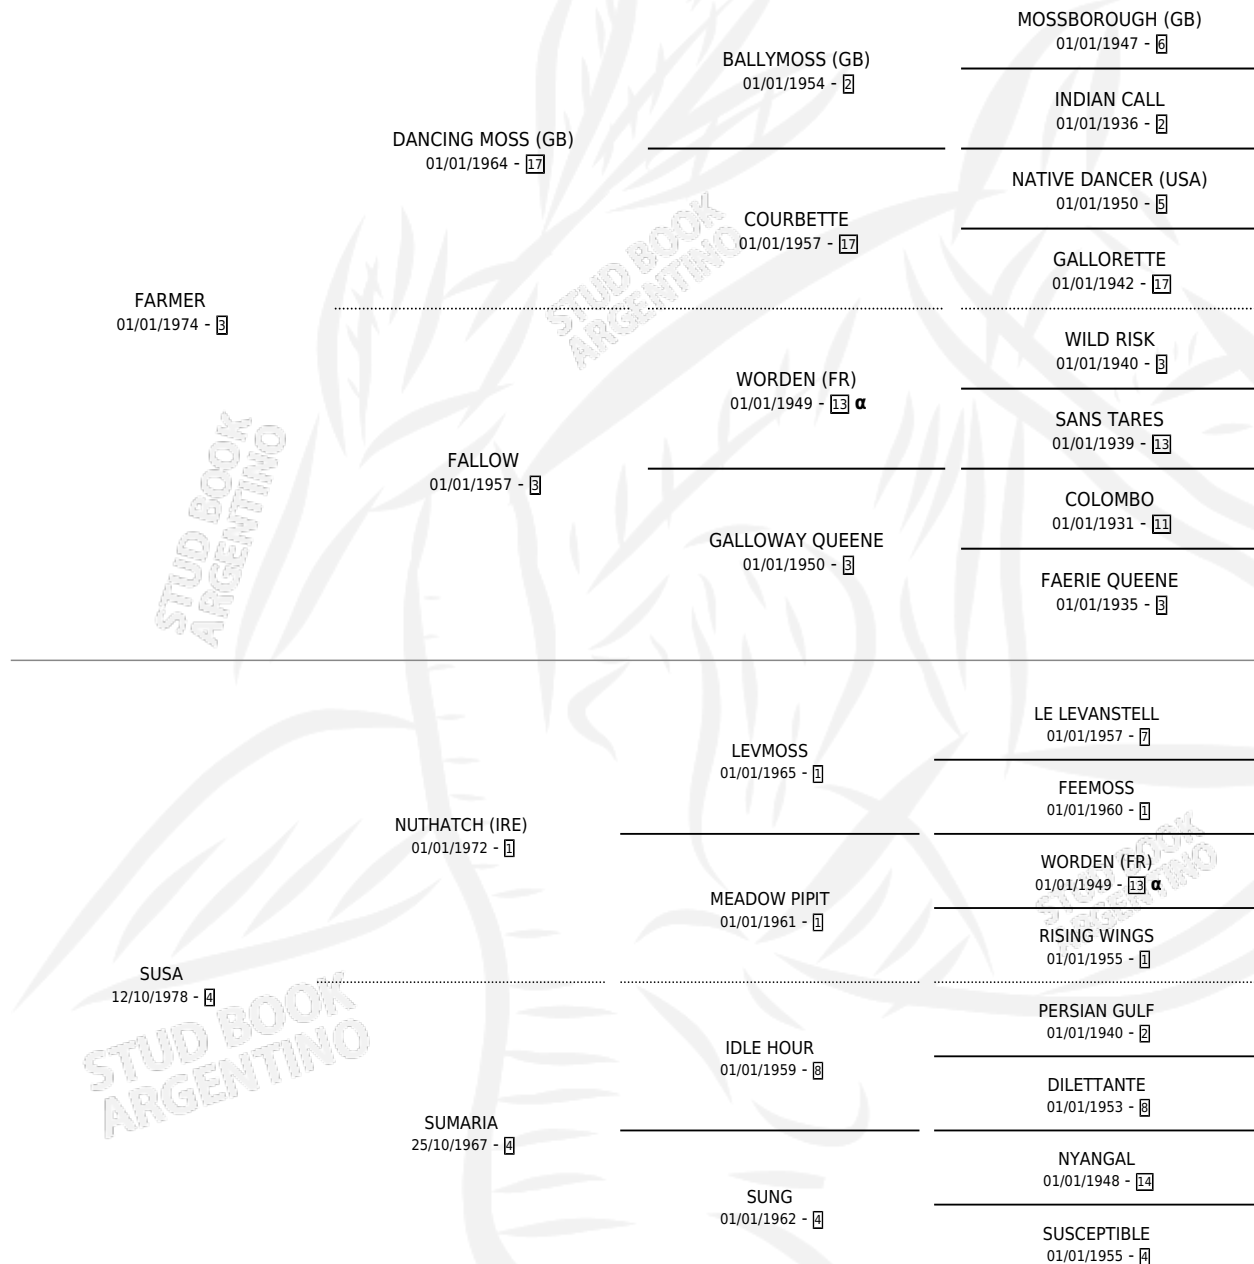 MOSSBOROUGH (GB)
01/01/1947 - 6
BALLYMOSS (GB)
01/01/1954 - 2
INDIAN CALL
01/01/1936 - 2
DANCING MOSS (GB)
01/01/1964 - 17
NATIVE DANCER (USA)
01/01/1950 - 5
COURBETTE
01/01/1957 - 17
GALLORETTE
01/01/1942 - 17
FARMER
01/01/1974 - 3
WILD RISK
01/01/1940 - 3
WORDEN (FR)
01/01/1949 - 13 α
SANS TARES
01/01/1939 - 13
FALLOW
01/01/1957 - 3
COLOMBO
01/01/1931 - 11
GALLOWAY QUEENE
01/01/1950 - 3
FAERIE QUEENE
01/01/1935 - 3
LE LEVANSTELL
01/01/1957 - 7
LEVMOSS
01/01/1965 - 1
FEEMOSS
01/01/1960 - 1
NUTHATCH (IRE)
01/01/1972 - 1
WORDEN (FR)
01/01/1949 - 13 α
MEADOW PIPIT
01/01/1961 - 1
RISING WINGS
01/01/1955 - 1
SUSA
12/10/1978 - 4
PERSIAN GULF
01/01/1940 - 2
IDLE HOUR
01/01/1959 - 8
DILETTANTE
01/01/1953 - 8
SUMARIA
25/10/1967 - 4
NYANGAL
01/01/1948 - 14
SUNG
01/01/1962 - 4
SUSCEPTIBLE
01/01/1955 - 4
STUD BOOK
ARGENTINO
STUD BOOK
ARGENTINO
STUD BOOK
ARGENTINO
STUD BOOK
ARGENTINO